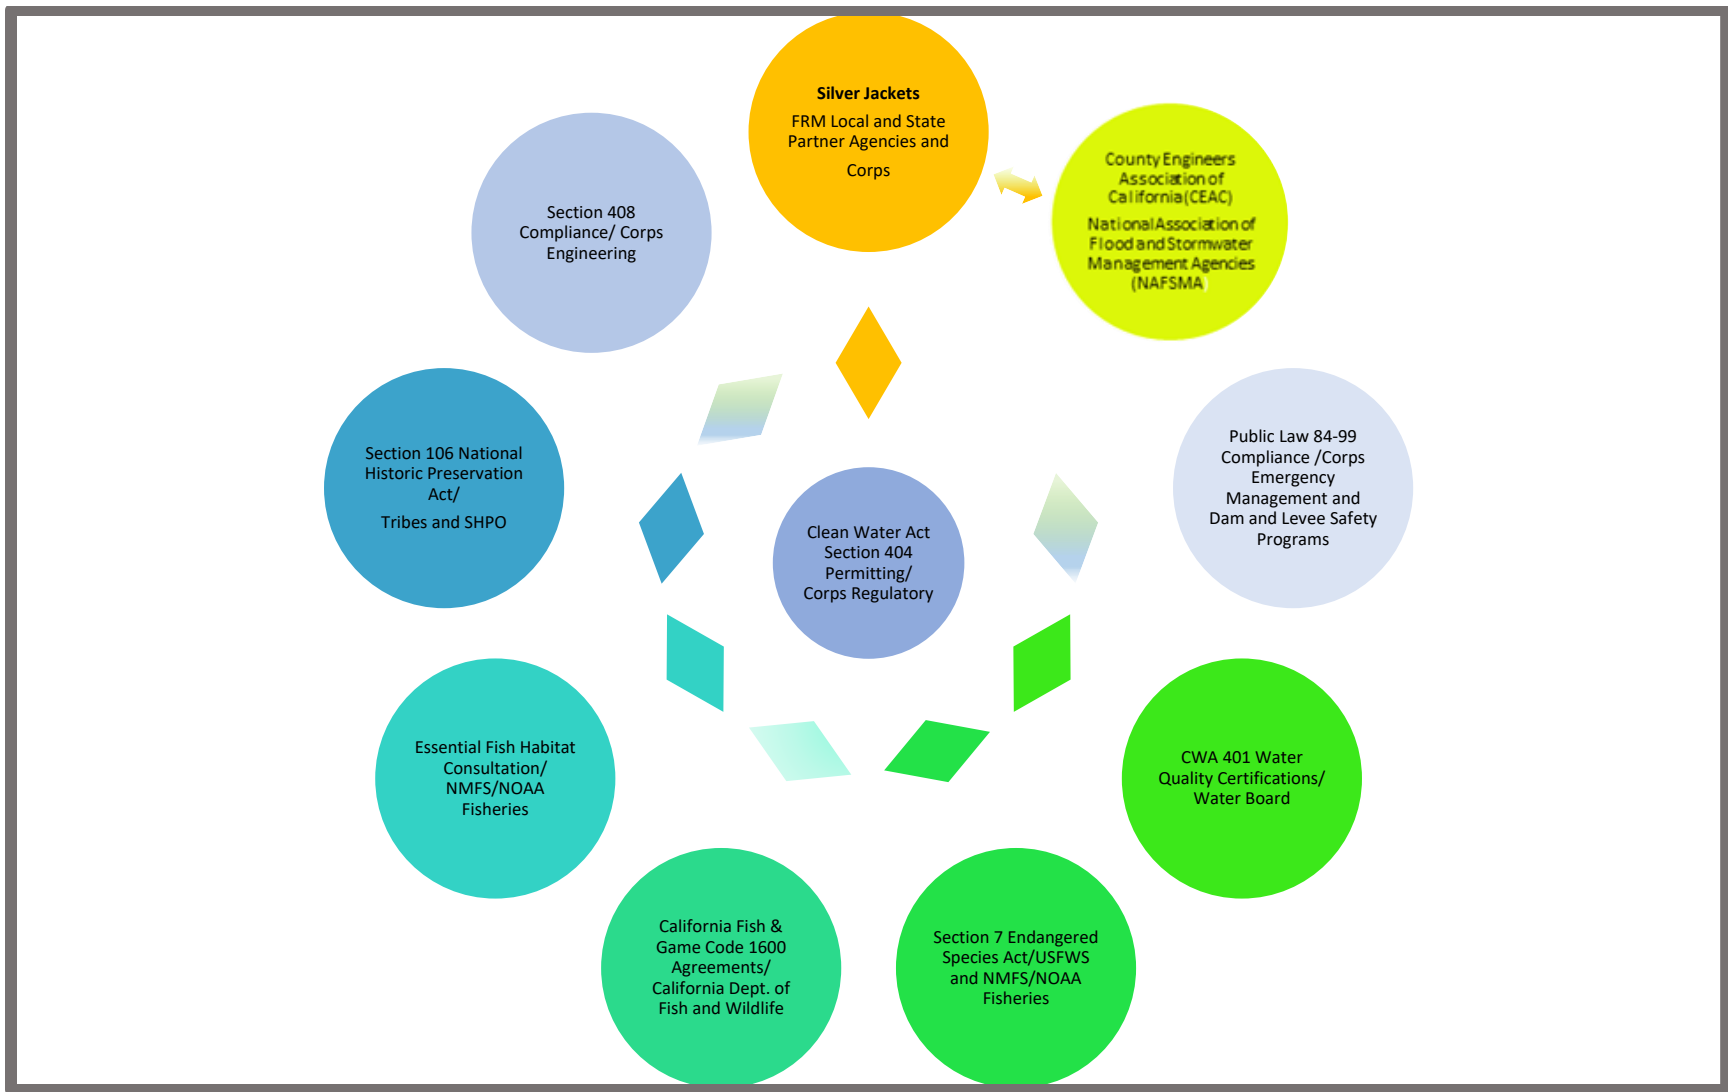 Silver Jackets
FRM Local and State
Partner Agencies and
Corps
County Engineers
Association of
California (CEAC)
National Association of
Flood and Stormwater
Management Agencies
(NAFSMA)
Section 408
Compliance/ Corps
Engineering
Public Law 84-99
Compliance /Corps
Emergency
Management and
Dam and Levee Safety
Programs
Section 106 National
Historic Preservation
Act/
Tribes and SHPO
Clean Water Act
Section 404
Permitting/
Corps Regulatory
Essential Fish Habitat
Consultation/
NMFS/NOAA
Fisheries
CWA 401 Water
Quality Certifications/
Water Board
California Fish &
Game Code 1600
Agreements/
California Dept. of
Fish and Wildlife
Section 7 Endangered
Species Act/USFWS
and NMFS/NOAA
Fisheries